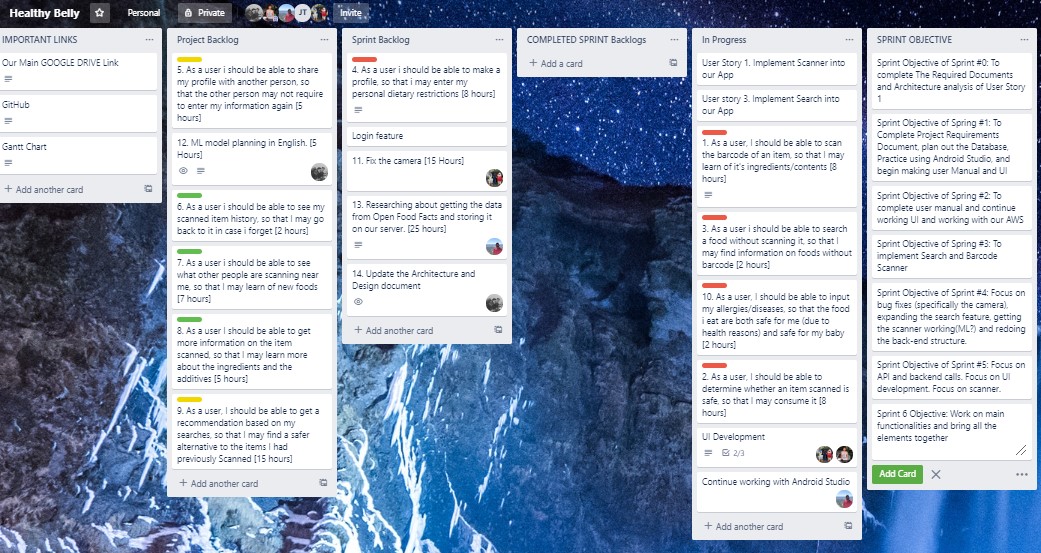 Healthy Belly
Personal
Private
JT
Invite
IMPORTANT LINKS
Our Main GOOGLE DRIVE Link
GitHub
Gantt Chart
+ Add another card
Project Backlog
5. As a user i should be able to share
my profile with another person, so
that the other person may not require
to enter my information again [5
hours]
12. ML model planning in English. [5
Hours]
6. As a user i should be able to see my
scanned item history, so that I may go
back to it in case i forget [2 hours]
7. As a user i should be able to see
what other people are scanning near
me, so that I may learn of new foods
[7 hours]
8. As a user i should be able to get
more information on the item
scanned, so that I may learn more
about the ingredients and the
additives [5 hours]
9. As a user, I should be able to get a
recommendation based on my
searches, so that I may find a safer
alternative to the items I had
previously Scanned [15 hours]
+ Add another card
Sprint Backlog
4. As a user i should be able to make a
profile, so that i may enter my
personal dietary restrictions [8 hours]
Login feature
11. Fix the camera [15 Hours]
13. Researching about getting the data
from Open Food Facts and storing it
on our server. [25 hours]
14. Update the Architecture and
Design document
+ Add another card
COMPLETED SPRINT Backlogs
+ Add a card
In Progress
User Story 1. Implement Scanner into
our App
User story 3. Implement Search into
our App
1. As a user, I should be able to scan
the barcode of an item, so that I may
learn of it's ingredients/contents [8
hours]
3. As a user i should be able to search
a food without scanning it, so that I
may find information on foods without
barcode [2 hours]
10. As a user, I should be able to input
my allergies/diseases, so that the food
i eat are both safe for me (due to
health reasons) and safe for my baby
[2 hours]
2. As a user, I should be able to
determine whether an item scanned is
safe, so that I may consume it [8
hours]
UI Development
2/3
Continue working with Android Studio
+ Add another card
SPRINT OBJECTIVE
Sprint Objective of Sprint #0: To
complete The Required Documents
and Architecture analysis of User Story
1
Sprint Objective of Spring #1: To
Complete Project Requirements
Document, plan out the Database,
Practice using Android Studio, and
begin making user Manual and UI
Sprint Objective of Spring #2: To
complete user manual and continue
working UI and working with our AWS
Sprint Objective of Spring #3: To
implement Search and Barcode
Scanner
Sprint Objective of Sprint #4: Focus on
bug fixes (specifically the camera),
expanding the search feature, getting
the scanner working(ML?) and redoing
the back-end structure.
Sprint Objective of Sprint #5: Focus on
API and backend calls. Focus on UI
development. Focus on scanner.
Sprint 6 Objective: Work on main
functionalities and bring all the
elements together
Add Card